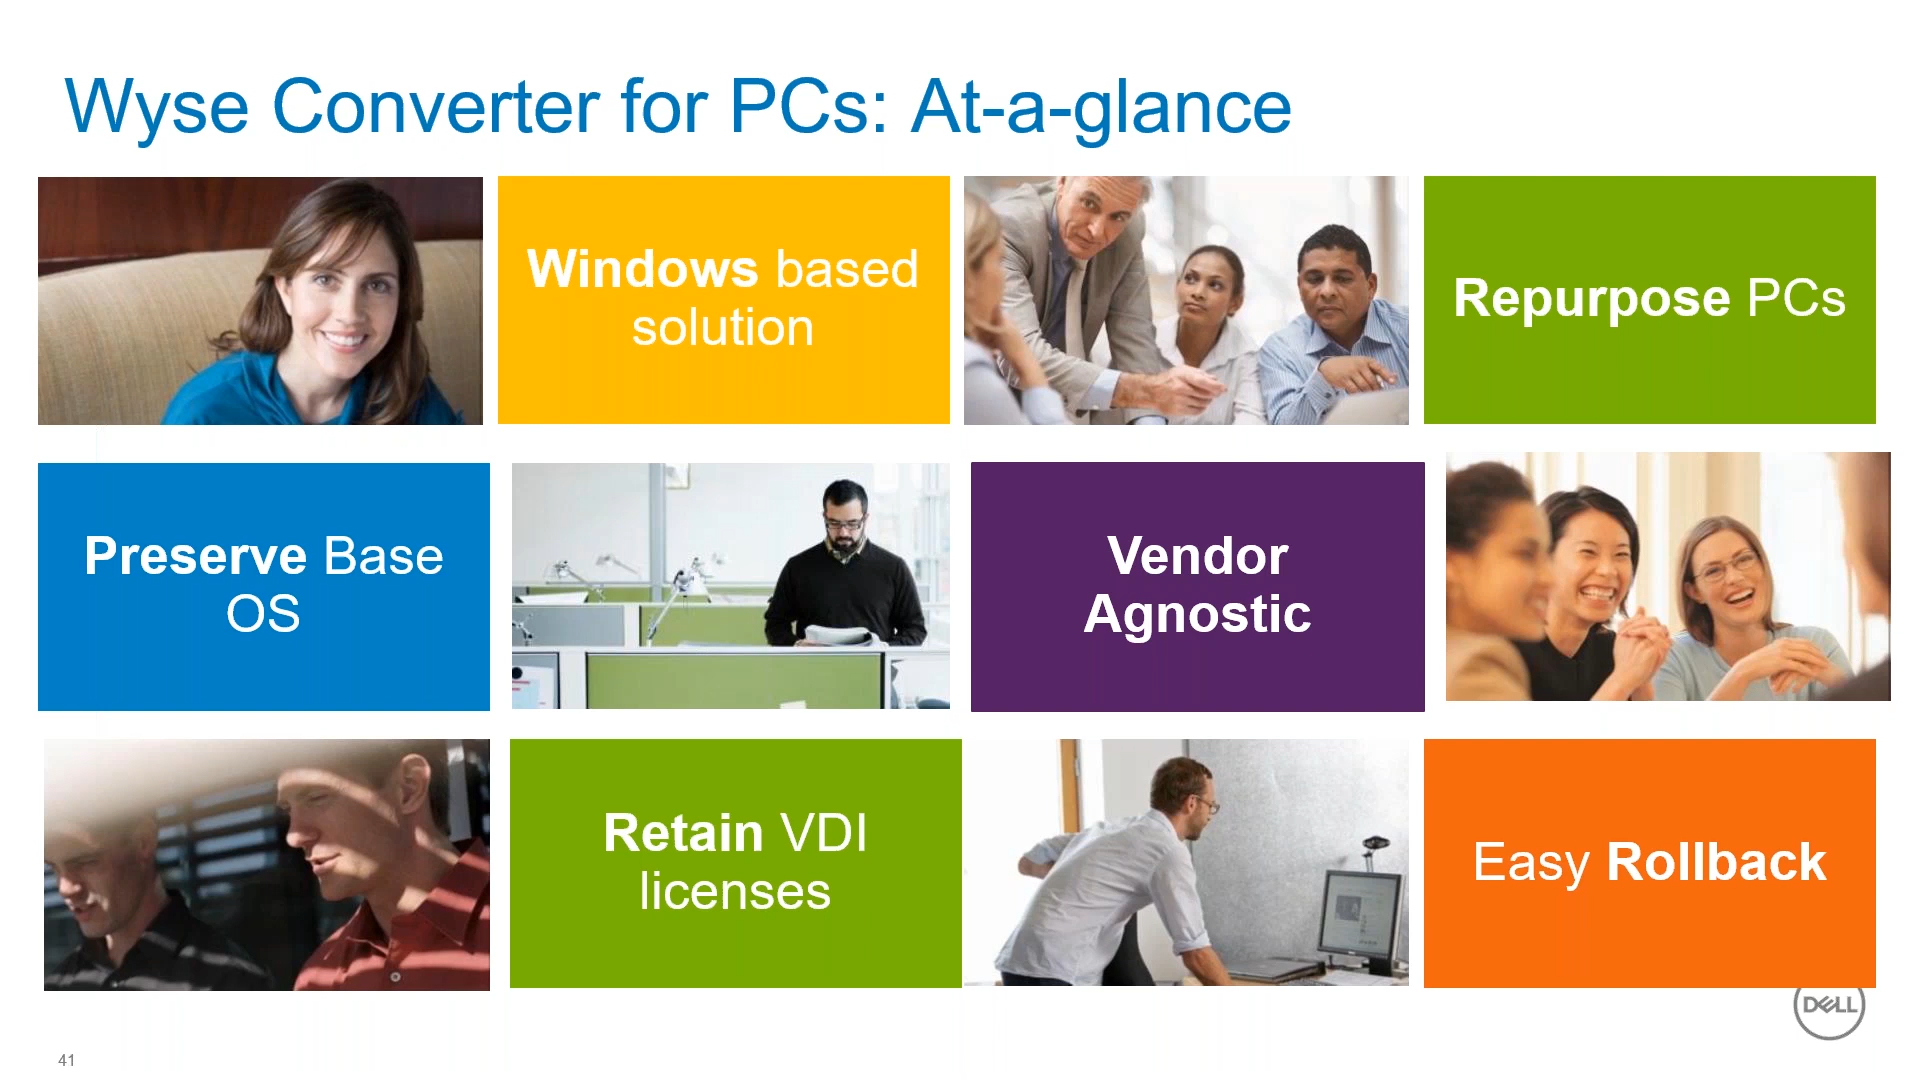 Wyse Converter for PCs: At-a-glance
Windows based
solution
Repurpose PCs
Preserve Base
OS
Vendor
Agnostic
Retain VDI
licenses
Easy Rollback
DELL
41